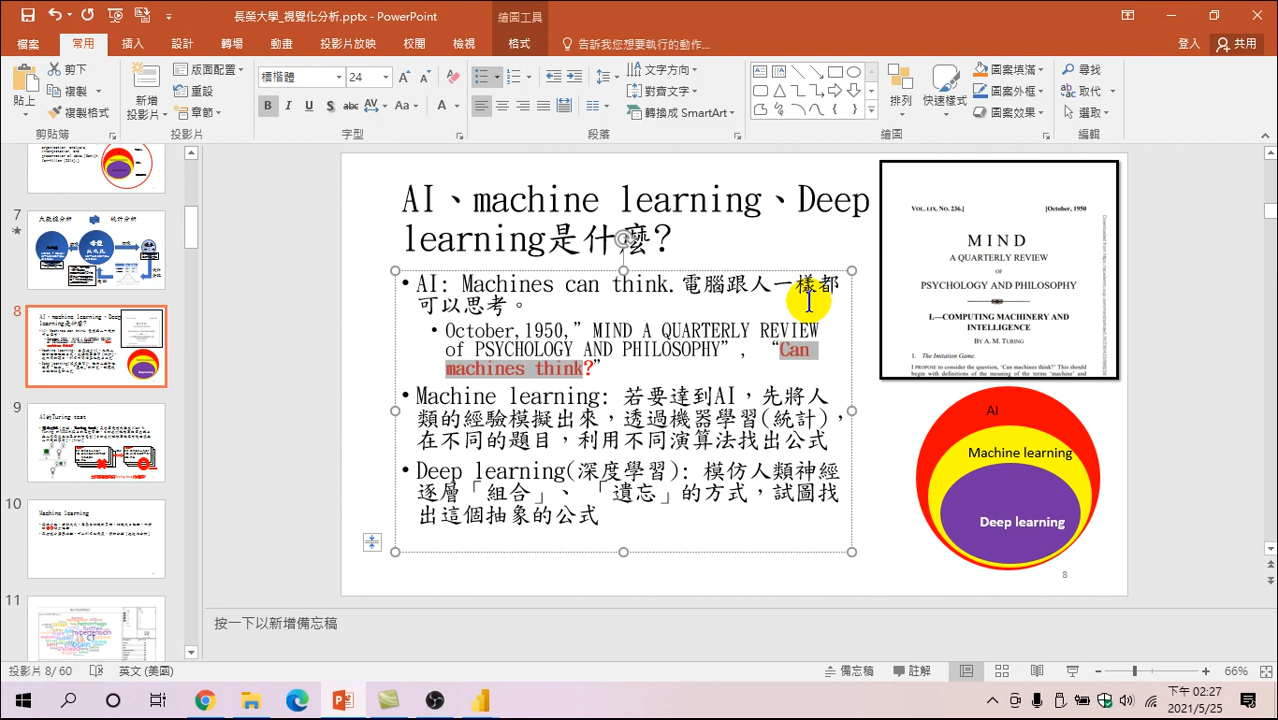 長榮大學_視覺化分析.pptx - PowerPoint
繪圖工具
檔案
常用
插入
設計
轉場
動畫
投影片放映
校閱
檢視
格式
告訴我您想要執行的動作...
登入
共用
貼上
剪下
複製
複製格式
剪貼簿
新增
投影片
版面配置
重設
章節
投影片
標楷體
24
B I U S abc AV Aa A
字型
文字方向
對齊文字
轉換成 SmartArt
段落
排列
快速樣式
圖案填滿
圖案外框
圖案效果
繪圖
尋找
取代
選取
編輯
7
大數據分析
統計分析
8
9
AI的Turing test
10
Machine learning
11
hypertension
CT
AI、machine learning、Deep
learning是什麼?
• AI: Machines can think.電腦跟人一樣都
可以思考。
• October,1950,” MIND A QUARTERLY REVIEW
of PSYCHOLOGY AND PHILOSOPHY”, “Can
machines think?”
• Machine learning: 若要達到AI，先將人
類的經驗模擬出來，透過機器學習(統計)，
在不同的題目，利用不同演算法找出公式
• Deep learning(深度學習): 模仿人類神經
逐層「組合」、「遺忘」的方式，試圖找
出這個抽象的公式
VOL. LIX. NO. 236.]
[October, 1950
MIND
A QUARTERLY REVIEW
OF
PSYCHOLOGY AND PHILOSOPHY
I.—COMPUTING MACHINERY AND
INTELLIGENCE
BY A. M. TURING
1. The Imitation Game.
I PROPOSE to consider the question, 'Can machines think?' This should
begin with definitions of the meaning of the terms 'machine' and
AI
Machine learning
Deep learning
8
按一下以新增備忘稿
投影片 8/60
英文 (美國)
備忘稿
註解
66%
下午 02:27
2021/5/25